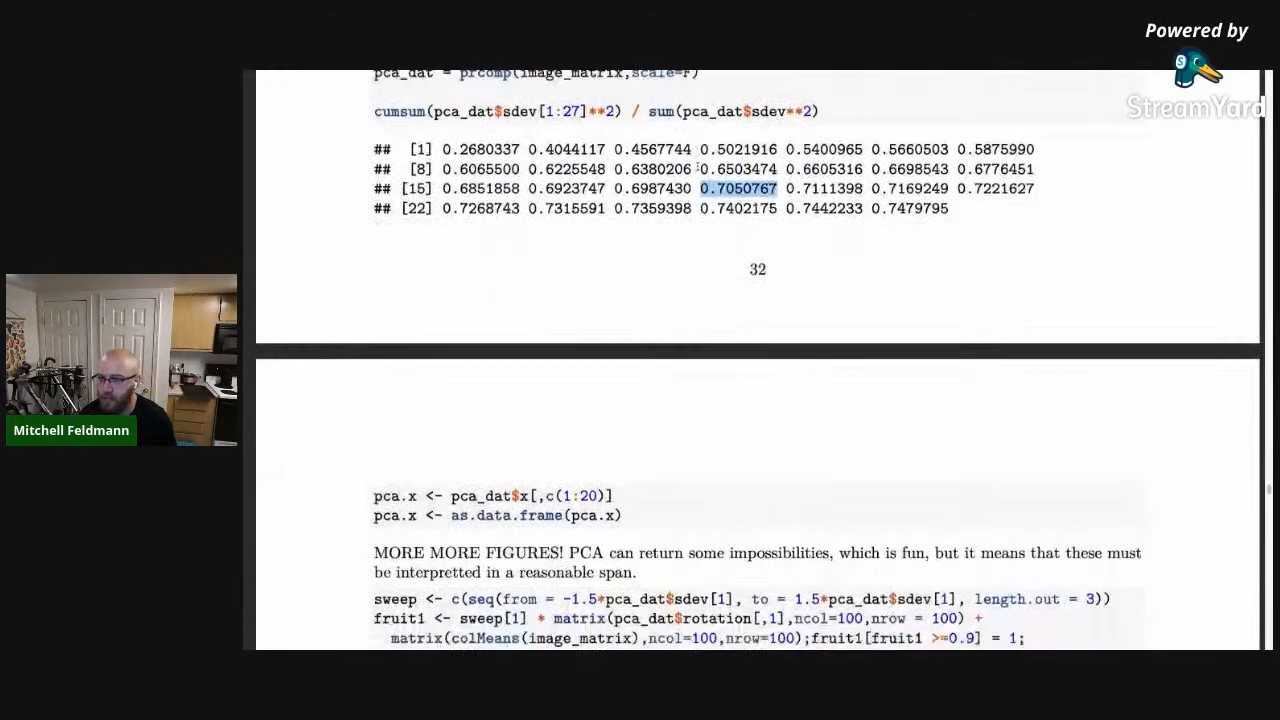 Powered by
StreamYard
pca_dat = prcomp(image_matrix,scale=F)
cumsum(pca_dat$sdev[1:27]**2) / sum(pca_dat$sdev**2)
## [1] 0.2680337 0.4044117 0.4567744 0.5021916 0.5400965 0.5660503 0.5875990
## [8] 0.6065500 0.6225548 0.6380206 0.6503474 0.6605316 0.6698543 0.6776451
## [15] 0.6851858 0.6923747 0.6987430 0.7050767 0.7111398 0.7169249 0.7221627
## [22] 0.7268743 0.7315591 0.7359398 0.7402175 0.7442233 0.7479795
32
Mitchell Feldmann
pca.x <- pca_dat$x[,c(1:20)]
pca.x <- as.data.frame(pca.x)
MORE MORE FIGURES! PCA can return some impossibilities, which is fun, but it means that these must
be interpretted in a reasonable span.
sweep <- c(seq(from = -1.5*pca_dat$sdev[1], to = 1.5*pca_dat$sdev[1], length.out = 3))
fruit1 <- sweep[1] * matrix(pca_dat$rotation[,1],ncol=100,nrow = 100) +
matrix(colMeans(image_matrix),ncol=100,nrow=100);fruit1[fruit1 >=0.9] = 1;